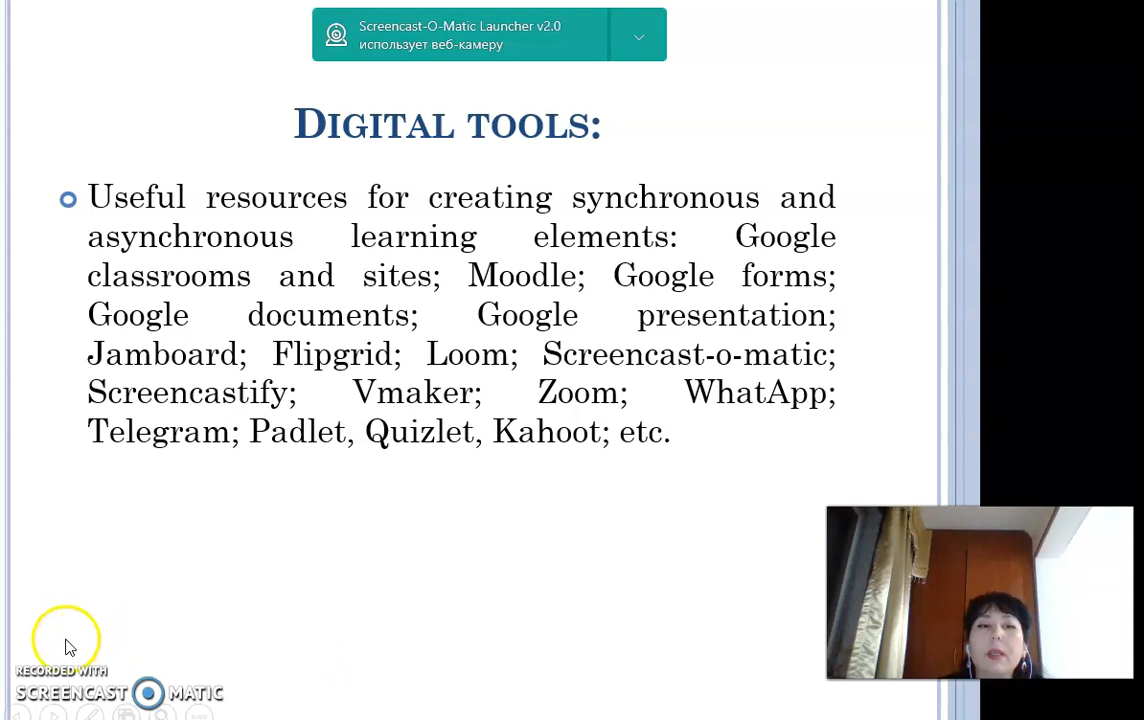 Screencast-O-Matic Launcher v2.0
использует веб-камеру
DIGITAL TOOLS:
Useful resources for creating synchronous and
asynchronous learning elements: Google
classrooms and sites; Moodle; Google forms;
Google documents; Google presentation;
Jamboard; Flipgrid; Loom; Screencast-o-matic;
Screencastify; Vmaker; Zoom; WhatApp;
Telegram; Padlet, Quizlet, Kahoot; etc.
RECORDED WITH
SCREENCAST MATIC